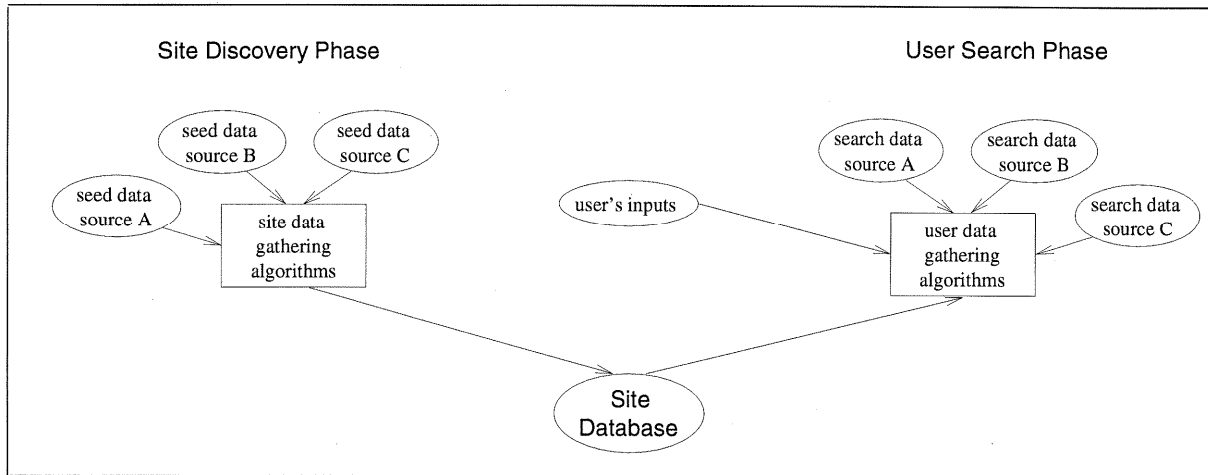 Site Discovery Phase
User Search Phase
seed data
source B
seed data
source C
seed data
source A
site data
gathering
algorithms
user's inputs
search data
source A
search data
source B
search data
source C
user data
gathering
algorithms
Site
Database